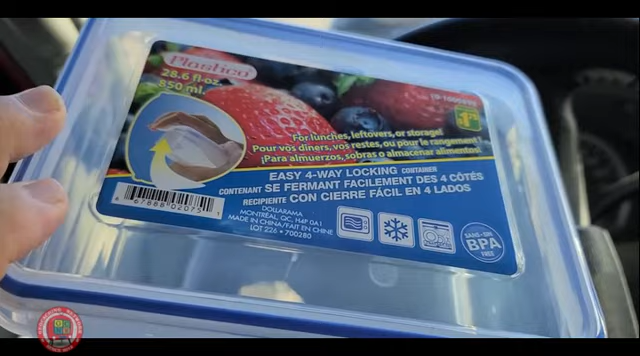 Plastico
28.6 fl-oz.
850 ml.
For lunches, leftovers, or storage!
Pour vos dîners, vos restes, ou pour le rangement!
¡Para almuerzos, sobras o almacenar alimentos!
EASY 4-WAY LOCKING CONTAINER
CONTENANT SE FERMANT FACILEMENT DES 4 CÔTÉS
RECIPIENTE CON CIERRE FÁCIL EN 4 LADOS
DOLLARAMA
MONTRÉAL, QC, H4P 0A1
MADE IN CHINA/FAIT EN CHINE
LOT 226 • 700280
BPA
FREE